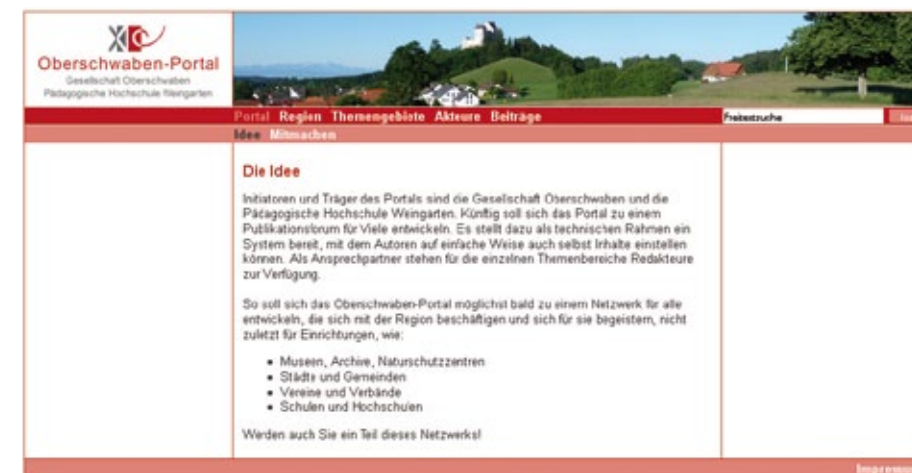 Oberschwaben-Portal
Gesellschaft Oberschwaben
Pädagogische Hochschule Weingarten
Portal Region Themengebiete Akteure Beiträge
Freitextsuche
Idee Mitmachen
Die Idee
Initiatoren und Träger des Portals sind die Gesellschaft Oberschwaben und die
Pädagogische Hochschule Weingarten. Künftig soll sich das Portal zu einem
Publikationsforum für Viele entwickeln. Es stellt dazu als technischen Rahmen ein
System bereit, mit dem Autoren auf einfache Weise auch selbst Inhalte einstellen
können. Als Ansprechpartner stehen für die einzelnen Themenbereiche Redakteure
zur Verfügung.
So soll sich das Oberschwaben-Portal möglichst bald zu einem Netzwerk für alle
entwickeln, die sich mit der Region beschäftigen und sich für sie begeistern, nicht
zuletzt für Einrichtungen, wie:
• Museen, Archive, Naturschutzzentren
• Städte und Gemeinden
• Vereine und Verbände
• Schulen und Hochschulen
Werden auch Sie ein Teil dieses Netzwerks!